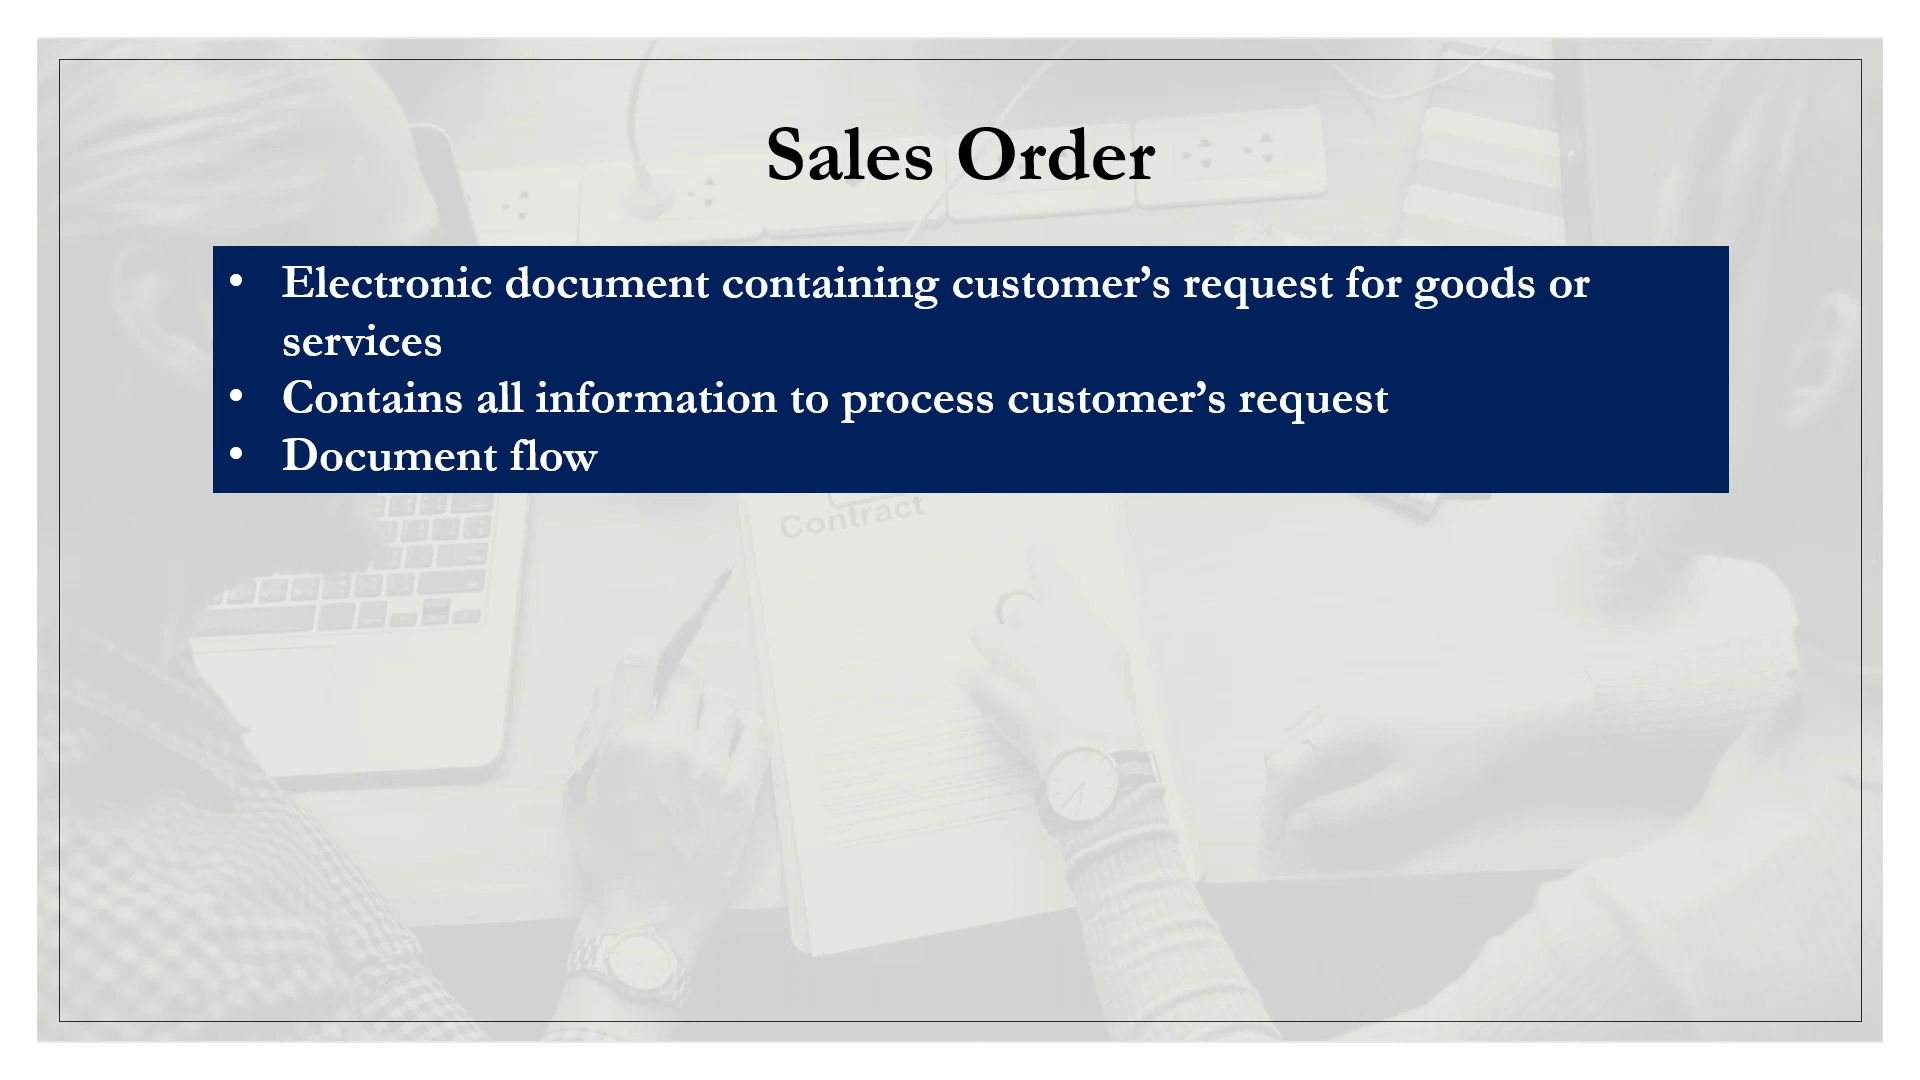 Sales Order
• Electronic document containing customer’s request for goods or
services
• Contains all information to process customer’s request
• Document flow
Contract